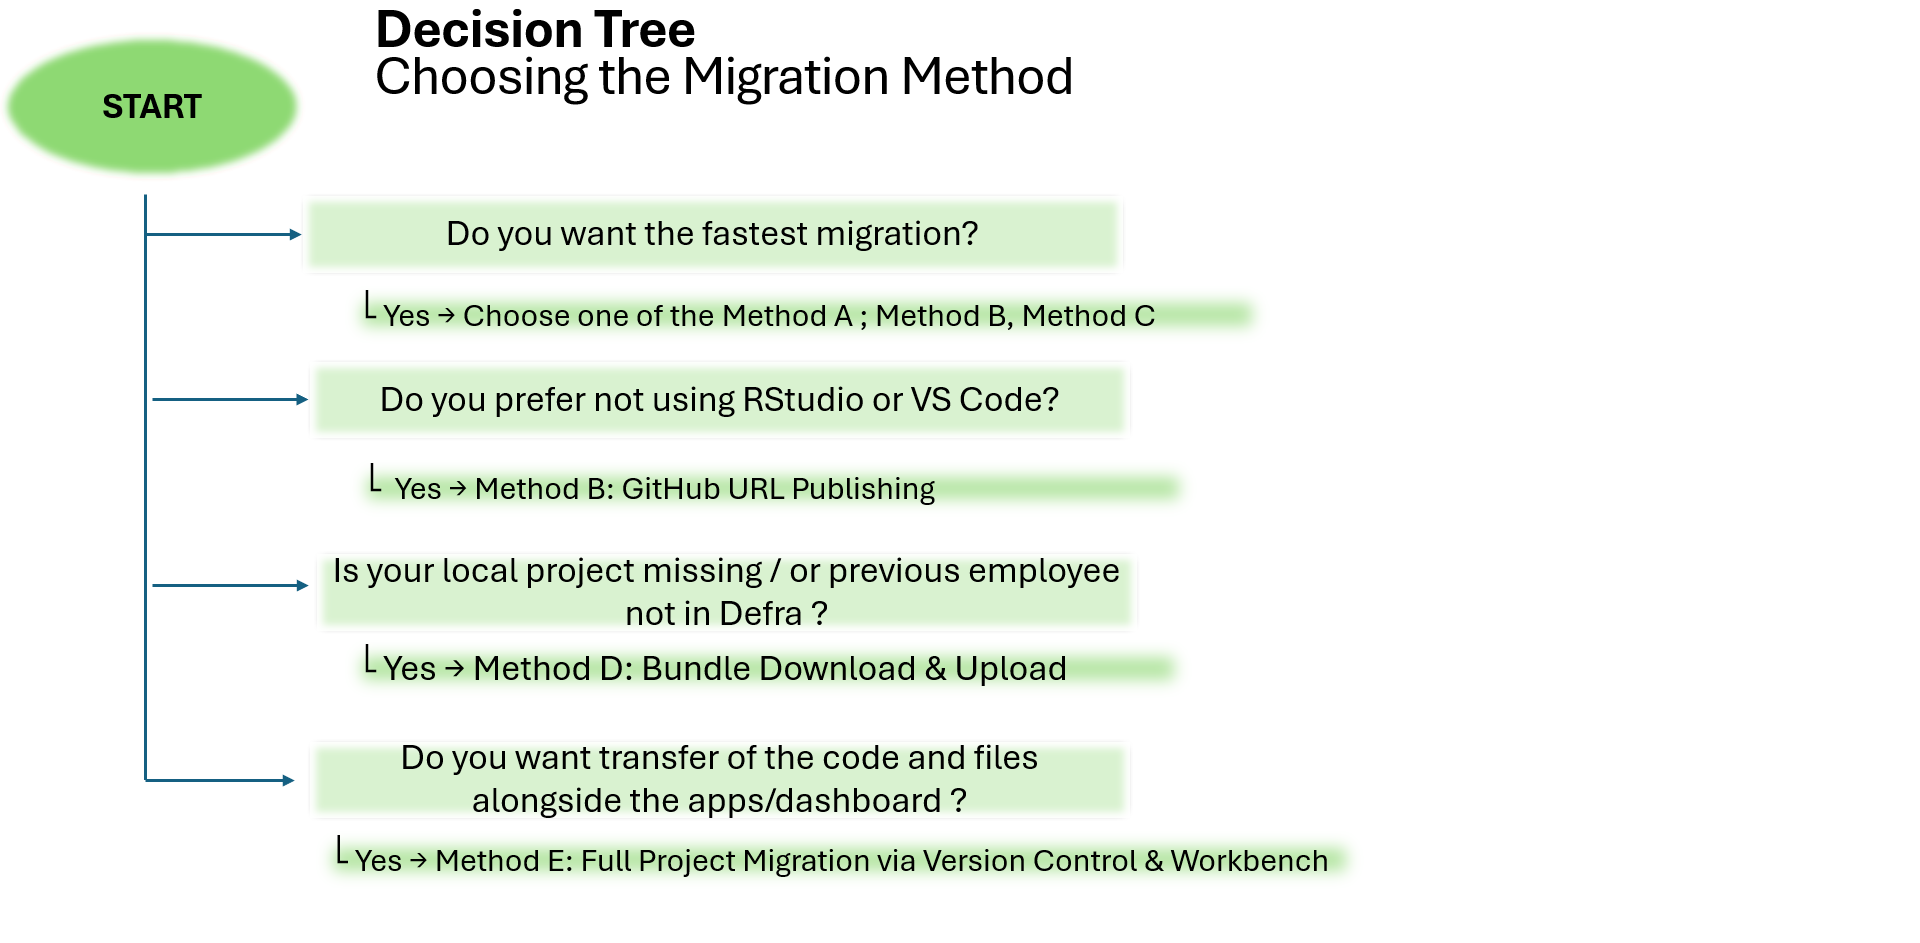 Decision Tree
Choosing the Migration Method
START
Do you want the fastest migration?
└ Yes → Choose one of the Method A ; Method B, Method C
Do you prefer not using RStudio or VS Code?
└ Yes → Method B: GitHub URL Publishing
Is your local project missing / or previous employee
not in Defra ?
└ Yes → Method D: Bundle Download & Upload
Do you want transfer of the code and files
alongside the apps/dashboard ?
└ Yes → Method E: Full Project Migration via Version Control & Workbench